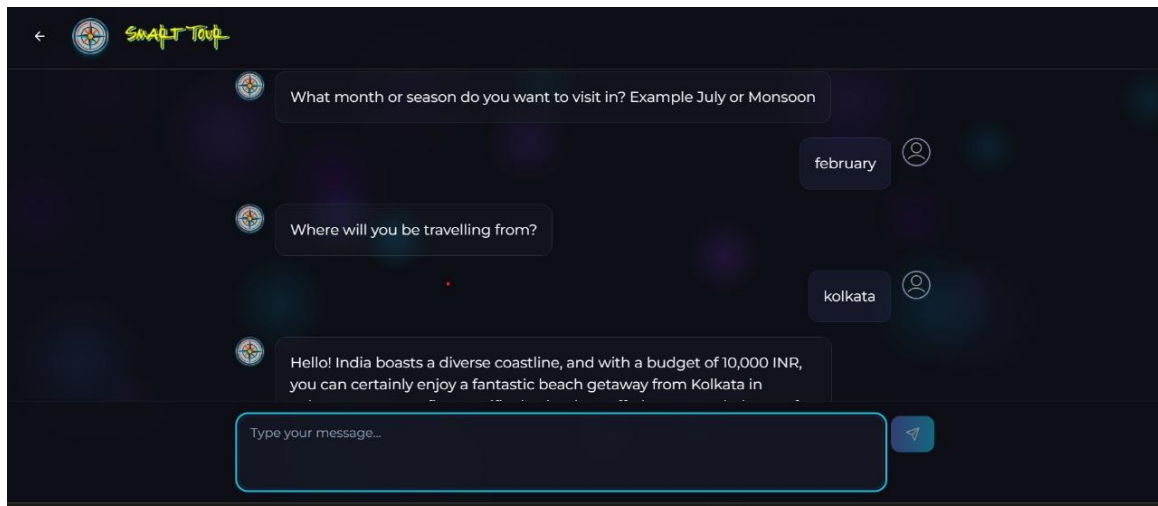 SMART TOUR
What month or season do you want to visit in? Example July or Monsoon
february
Where will you be travelling from?
kolkata
Hello! India boasts a diverse coastline, and with a budget of 10,000 INR,
you can certainly enjoy a fantastic beach getaway from Kolkata in
Type your message...